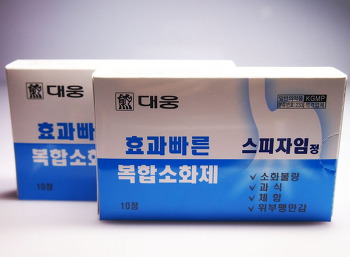 대웅
효과빠른
복합소화제
10정
대웅
KGMP
효과빠른
복합소화제
스피자임정
✓소화불량
✓과식
✓체함
✓위부팽만감
10정